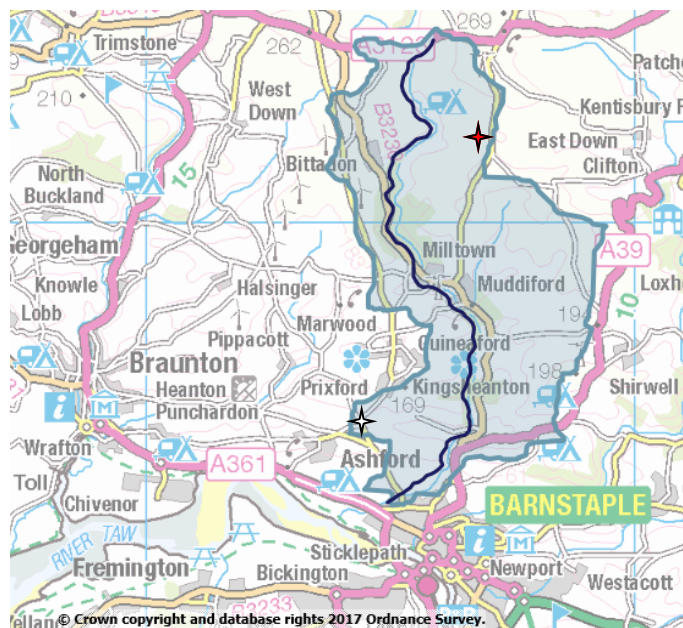 269
Trimstone
262
A3123
Patch
West
Down
210
B323
Kentisbury F
Bittadon
East Down
Clifton
North
Buckland
15
Georgeham
Milltown
A39
Knowle
Halsinger
Muddiford
Loxh
Lobb
Marwood
194
10
Pippacott
Guineaford
Braunton
198
Heanton
Punchardon
Prixford
Kingsheanton
Shirwell
169
Wrafton
Ashford
Toll
A361
Chivenor
BARNSTAPLE
RIVER TAW
Sticklepath
Fremington
Bickington
Newport
Westacott
B3233
© Crown copyright and database rights 2017 Ordnance Survey.